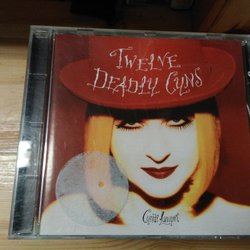 TWELVE
DEADLY CYNS
Cyndi Lauper